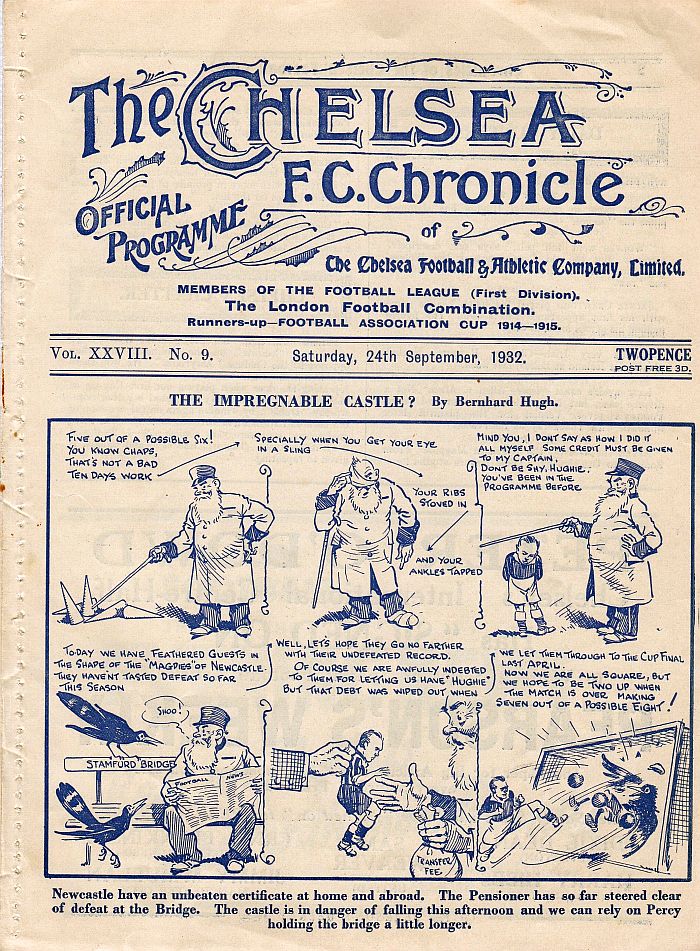 The CHELSEA
F.C. Chronicle
OFFICIAL
PROGRAMME
of
The Chelsea Football & Athletic Company, Limited.
MEMBERS OF THE FOOTBALL LEAGUE (First Division).
The London Football Combination.
Runners-up—FOOTBALL ASSOCIATION CUP 1914—1915.
VOL. XXVIII. No. 9.
Saturday, 24th September, 1932.
TWOPENCE
POST FREE 3D.
THE IMPREGNABLE CASTLE? By Bernhard Hugh.
FIVE OUT OF A POSSIBLE SIX!
YOU KNOW CHAPS,
THAT'S NOT A BAD
TEN DAYS WORK
SPECIALLY WHEN YOU GET YOUR EYE
IN A SLING
YOUR RIBS
STOVED IN
AND YOUR
ANKLES TAPPED
MIND YOU, I DON'T SAY AS HOW I DID IT
ALL MYSELF. SOME CREDIT MUST BE GIVEN
TO MY CAPTAIN.
DON'T BE SHY, HUGHIE.
YOU'VE BEEN IN THE
PROGRAMME BEFORE
TO-DAY WE HAVE FEATHERED GUESTS IN
THE SHAPE OF THE "MAGPIES" OF NEWCASTLE.
THEY HAVEN'T TASTED DEFEAT SO FAR
THIS SEASON
SHOO!
STAMFORD BRIDGE
FOOTBALL NEWS
WELL, LET'S HOPE THEY GO NO FARTHER
WITH THEIR UNDEFEATED RECORD.
OF COURSE WE ARE AWFULLY INDEBTED
TO THEM FOR LETTING US HAVE "HUGHIE"
BUT THAT DEBT WAS WIPED OUT WHEN
TRANSFER
FEE.
WE LET THEM THROUGH TO THE CUP FINAL
LAST APRIL.
NOW WE ARE ALL SQUARE, BUT
WE HOPE TO BE TWO UP WHEN
THE MATCH IS OVER MAKING
SEVEN OUT OF A POSSIBLE EIGHT!
Newcastle have an unbeaten certificate at home and abroad. The Pensioner has so far steered clear
of defeat at the Bridge. The castle is in danger of falling this afternoon and we can rely on Percy
holding the bridge a little longer.